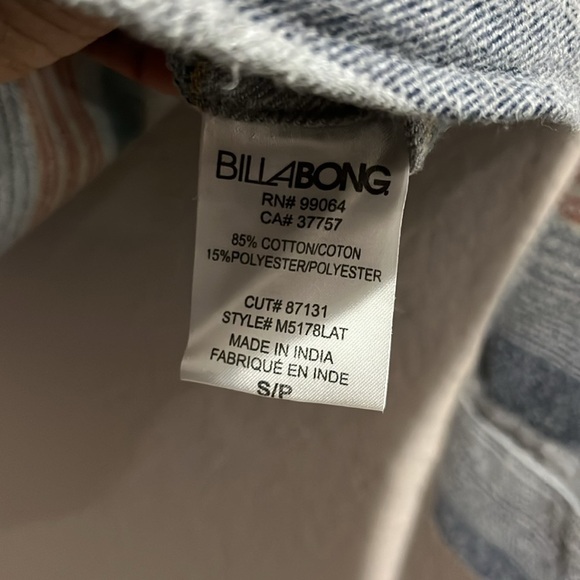 BILLABONG
RN# 99064
CA# 37757
85% COTTON/COTON
15%POLYESTER/POLYESTER
CUT# 87131
STYLE# M5178LAT
MADE IN INDIA
FABRIQUÉ EN INDE
S/P